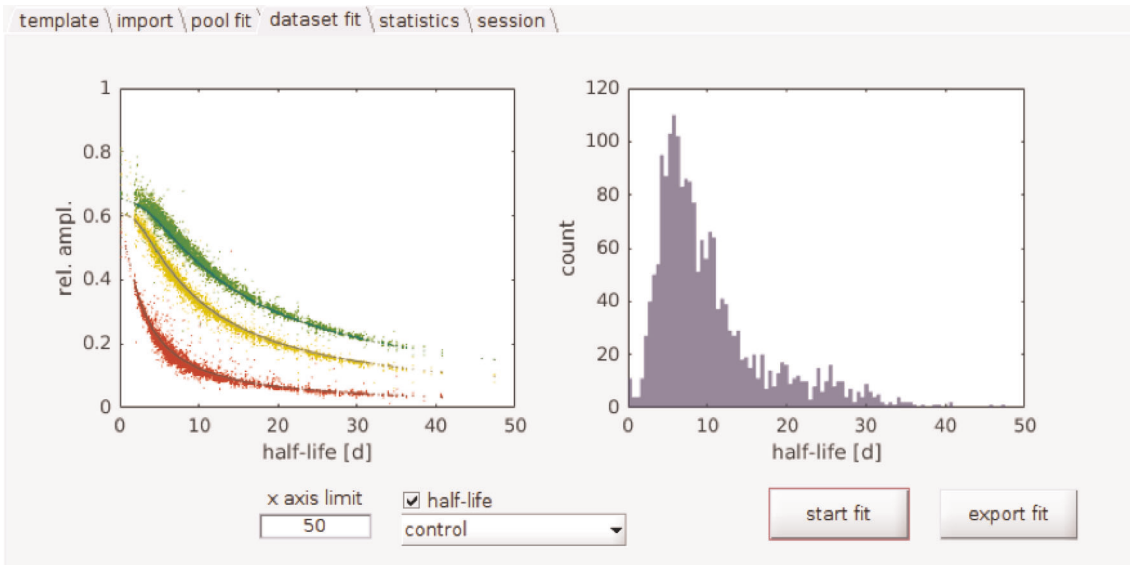 template import pool fit dataset fit statistics session
1
0.8
0.6
0.4
0.2
0
rel. ampl.
0 10 20 30 40 50
half-life [d]
120
100
80
60
40
20
0
count
0 10 20 30 40 50
half-life [d]
x axis limit
50
half-life
control
start fit
export fit